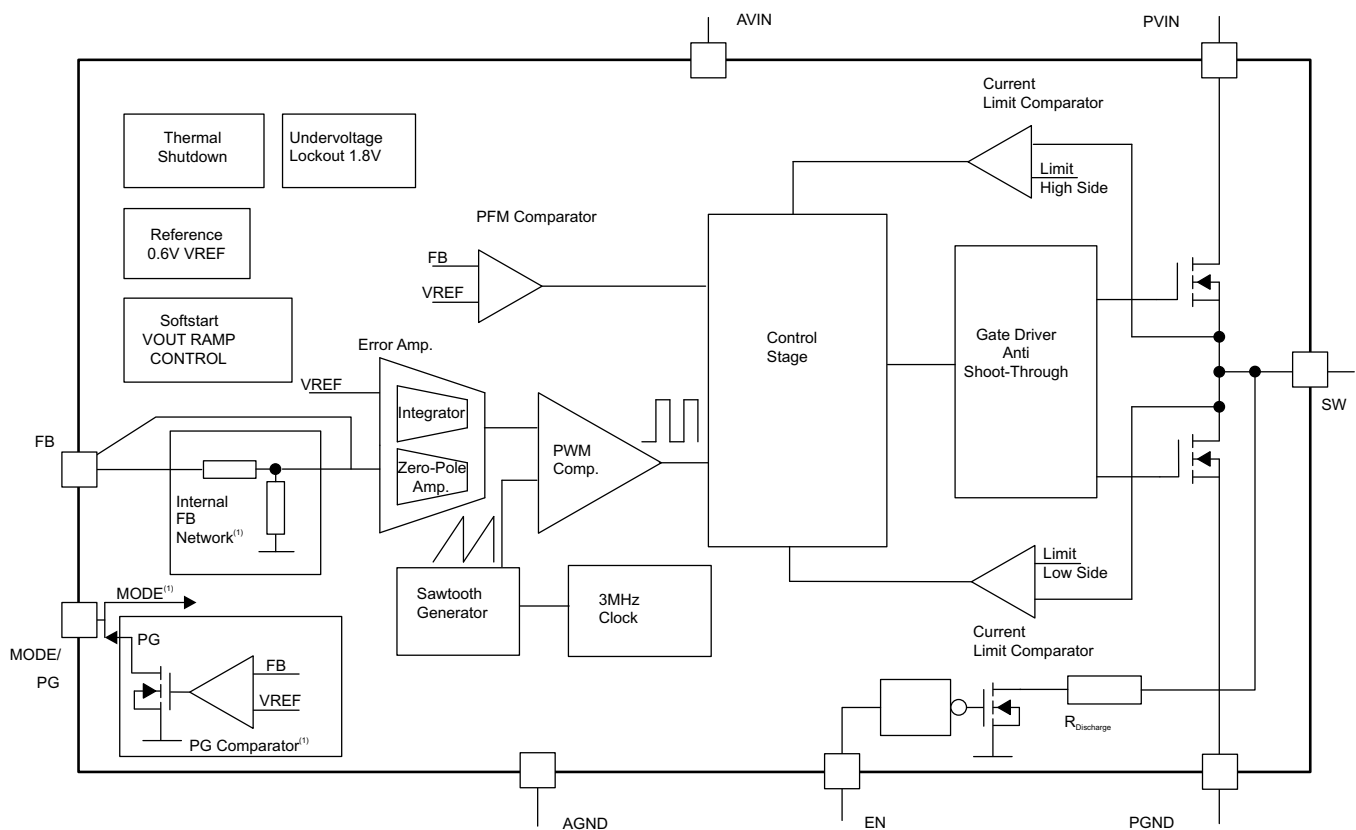 AVIN
PVIN
Current
Limit Comparator
Thermal
Shutdown
Undervoltage
Lockout 1.8V
Limit
High Side
PFM Comparator
Reference
0.6V VREF
FB
VREF
Softstart
VOUT RAMP
CONTROL
Control
Stage
Gate Driver
Anti
Shoot-Through
Error Amp.
VREF
Integrator
SW
FB
PWM
Comp.
Zero-Pole
Amp.
Internal
FB
Network(1)
Limit
Low Side
MODE(1)
Sawtooth
Generator
3MHz
Clock
PG
Current
Limit Comparator
MODE/
PG
FB
VREF
RDischarge
PG Comparator(1)
AGND
EN
PGND